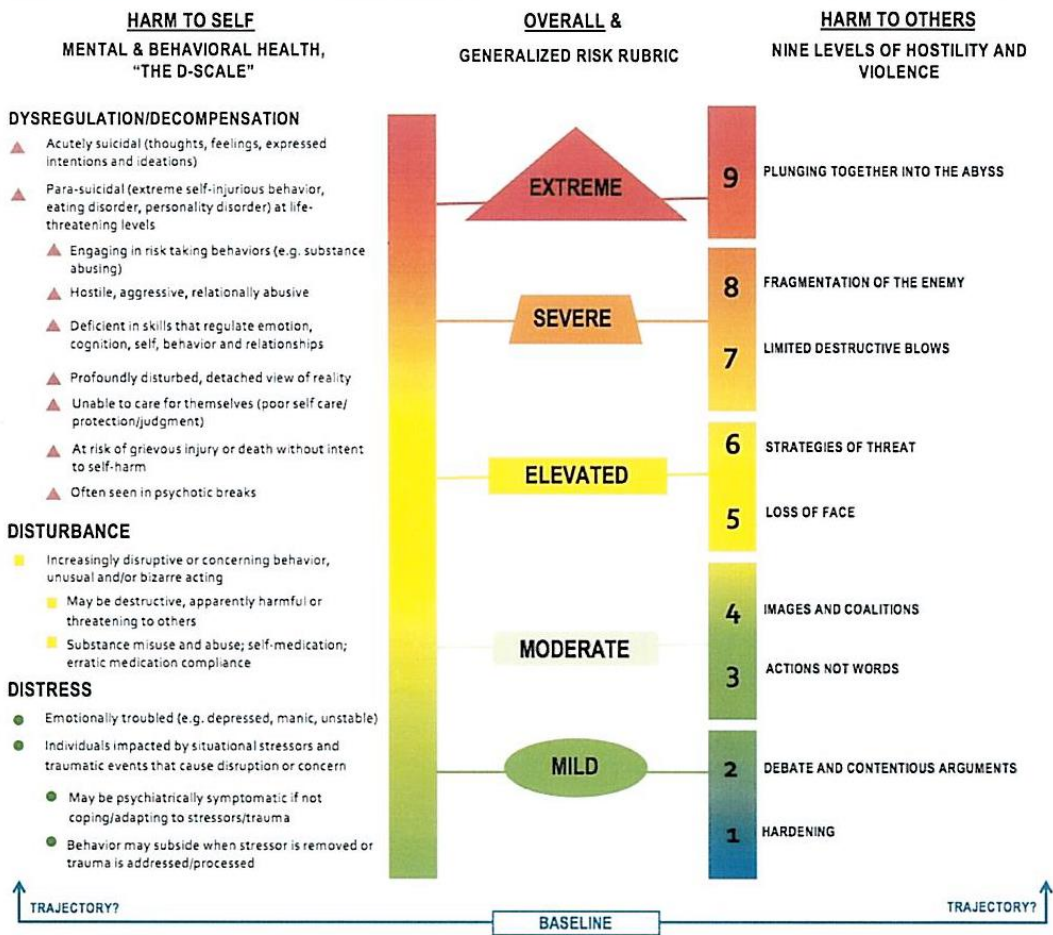 HARM TO SELF
MENTAL & BEHAVIORAL HEALTH,
"THE D-SCALE"
DYSREGULATION/DECOMPENSATION
Acutely suicidal (thoughts, feelings, expressed
intentions and ideations)
Para-suicidal (extreme self-injurious behavior,
eating disorder, personality disorder) at life-
threatening levels
Engaging in risk taking behaviors (e.g. substance
abusing)
Hostile, aggressive, relationally abusive
Deficient in skills that regulate emotion,
cognition, self, behavior and relationships
Profoundly disturbed, detached view of reality
Unable to care for themselves (poor self care/
protection/judgment)
At risk of grievous injury or death without intent
to self-harm
Often seen in psychotic breaks
DISTURBANCE
Increasingly disruptive or concerning behavior,
unusual and/or bizarre acting
May be destructive, apparently harmful or
threatening to others
Substance misuse and abuse; self-medication;
erratic medication compliance
DISTRESS
Emotionally troubled (e.g. depressed, manic, unstable)
Individuals impacted by situational stressors and
traumatic events that cause disruption or concern
May be psychiatrically symptomatic if not
coping/adapting to stressors/trauma
Behavior may subside when stressor is removed or
trauma is addressed/processed
OVERALL &
GENERALIZED RISK RUBRIC
EXTREME
SEVERE
ELEVATED
MODERATE
MILD
HARM TO OTHERS
NINE LEVELS OF HOSTILITY AND
VIOLENCE
9 PLUNGING TOGETHER INTO THE ABYSS
8 FRAGMENTATION OF THE ENEMY
7 LIMITED DESTRUCTIVE BLOWS
6 STRATEGIES OF THREAT
5 LOSS OF FACE
4 IMAGES AND COALITIONS
3 ACTIONS NOT WORDS
2 DEBATE AND CONTENTIOUS ARGUMENTS
1 HARDENING
TRAJECTORY?
BASELINE
TRAJECTORY?